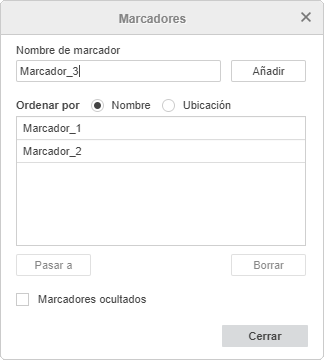 Marcadores
Nombre de marcador
Marcador_3
Añadir
Ordenar por Nombre Ubicación
Marcador_1
Marcador_2
Pasar a Borrar
Marcadores ocultados
Cerrar